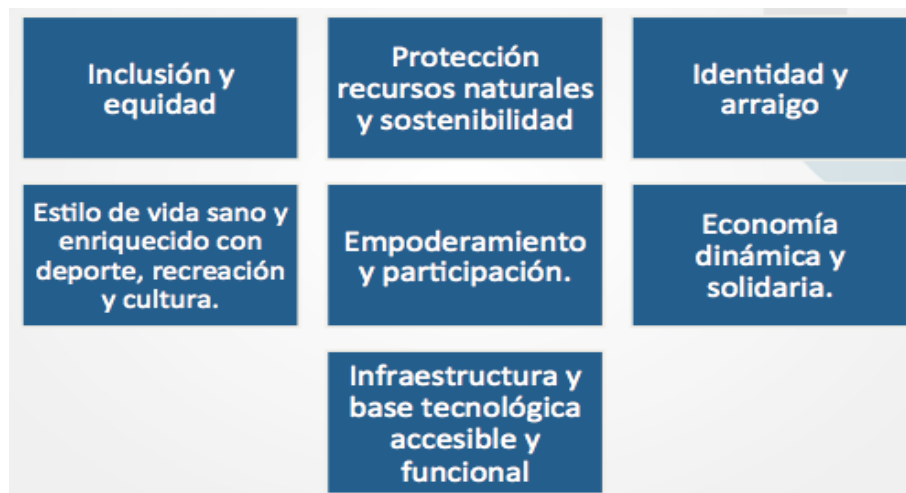 Inclusión y
equidad
Protección
recursos naturales
y sostenibilidad
Identidad y
arraigo
Estilo de vida sano y
enriquecido con
deporte, recreación
y cultura.
Empoderamiento
y participación.
Economía
dinámica y
solidaria.
Infraestructura y
base tecnológica
accesible y
funcional